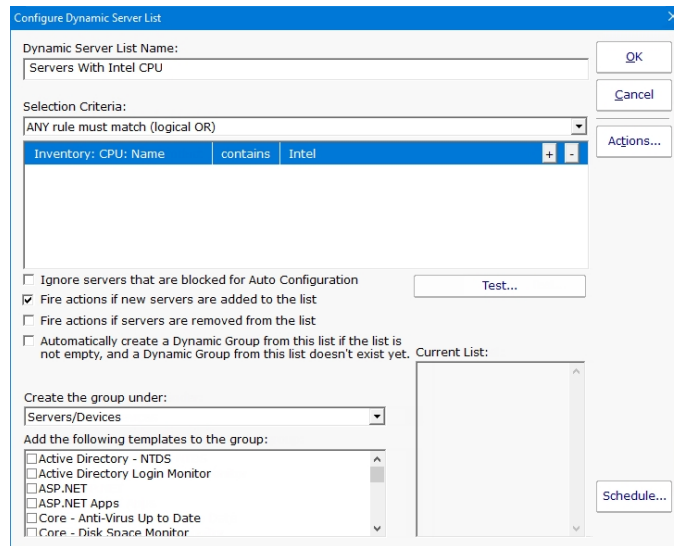 Configure Dynamic Server List
Dynamic Server List Name:
Servers With Intel CPU
OK
Cancel
Selection Criteria:
ANY rule must match (logical OR)
Actions...
Inventory: CPU: Name contains Intel + -
Ignore servers that are blocked for Auto Configuration
Test...
Fire actions if new servers are added to the list
Fire actions if servers are removed from the list
Automatically create a Dynamic Group from this list if the list is
not empty, and a Dynamic Group from this list doesn't exist yet.
Current List:
Create the group under:
Servers/Devices
Add the following templates to the group:
Active Directory - NTDS
Active Directory Login Monitor
ASP.NET
ASP.NET Apps
Core - Anti-Virus Up to Date
Core - Disk Space Monitor
Schedule...